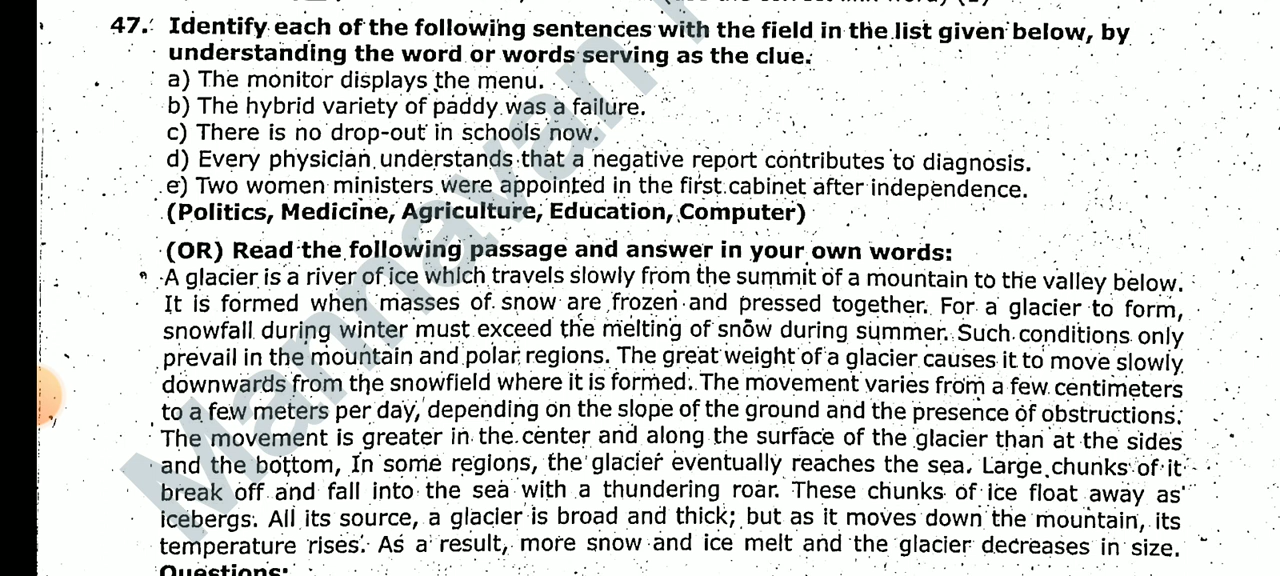 47. Identify each of the following sentences with the field in the list given below, by
understanding the word or words serving as the clue.
a) The monitor displays the menu.
b) The hybrid variety of paddy was a failure.
c) There is no drop-out in schools now.
d) Every physician understands that a negative report contributes to diagnosis.
e) Two women ministers were appointed in the first cabinet after independence.
(Politics, Medicine, Agriculture, Education, Computer)
(OR) Read the following passage and answer in your own words:
A glacier is a river of ice which travels slowly from the summit of a mountain to the valley below.
It is formed when masses of snow are frozen and pressed together. For a glacier to form,
snowfall during winter must exceed the melting of snow during summer. Such conditions only
prevail in the mountain and polar regions. The great weight of a glacier causes it to move slowly
downwards from the snowfield where it is formed. The movement varies from a few centimeters
to a few meters per day, depending on the slope of the ground and the presence of obstructions.
The movement is greater in the center and along the surface of the glacier than at the sides
and the bottom, In some regions, the glacier eventually reaches the sea. Large chunks of it
break off and fall into the sea with a thundering roar. These chunks of ice float away as
icebergs. All its source, a glacier is broad and thick; but as it moves down the mountain, its
temperature rises. As a result, more snow and ice melt and the glacier decreases in size.
Questions: